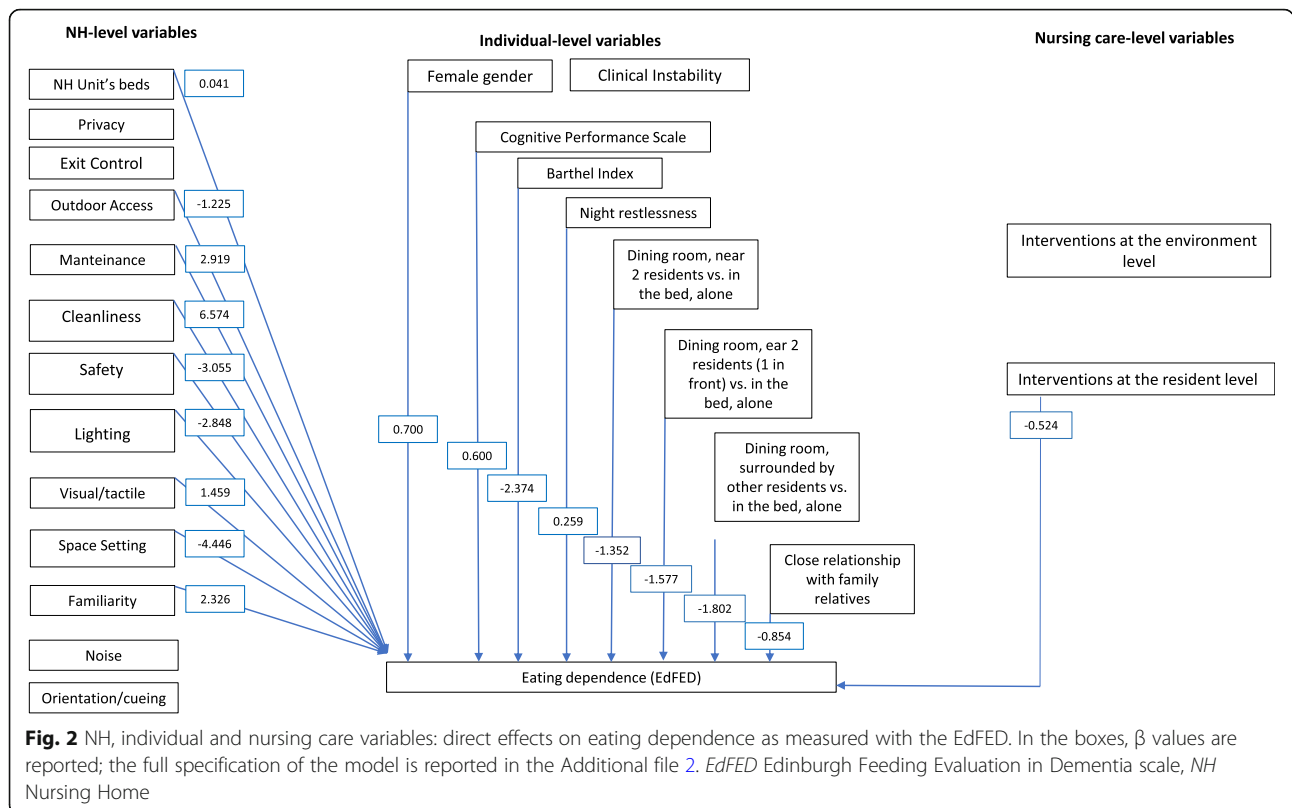 NH-level variables
Individual-level variables
Nursing care-level variables
NH Unit's beds
0.041
Privacy
Exit Control
Outdoor Access
-1.225
Manteinance
2.919
Cleanliness
6.574
Safety
-3.055
Lighting
-2.848
Visual/tactile
1.459
Space Setting
-4.446
Familiarity
2.326
Noise
Orientation/cueing
Female gender
Clinical Instability
Cognitive Performance Scale
Barthel Index
Night restlessness
Dining room, near
2 residents vs. in
the bed, alone
Dining room, ear 2
residents (1 in
front) vs. in the
bed, alone
Dining room,
surrounded by
other residents vs.
in the bed, alone
Close relationship
with family
relatives
0.700
0.600
-2.374
0.259
-1.352
-1.577
-1.802
-0.854
Eating dependence (EdFED)
Interventions at the environment
level
Interventions at the resident level
-0.524
Fig. 2 NH, individual and nursing care variables: direct effects on eating dependence as measured with the EdFED. In the boxes, β values are
reported; the full specification of the model is reported in the Additional file 2. EdFED Edinburgh Feeding Evaluation in Dementia scale, NH
Nursing Home